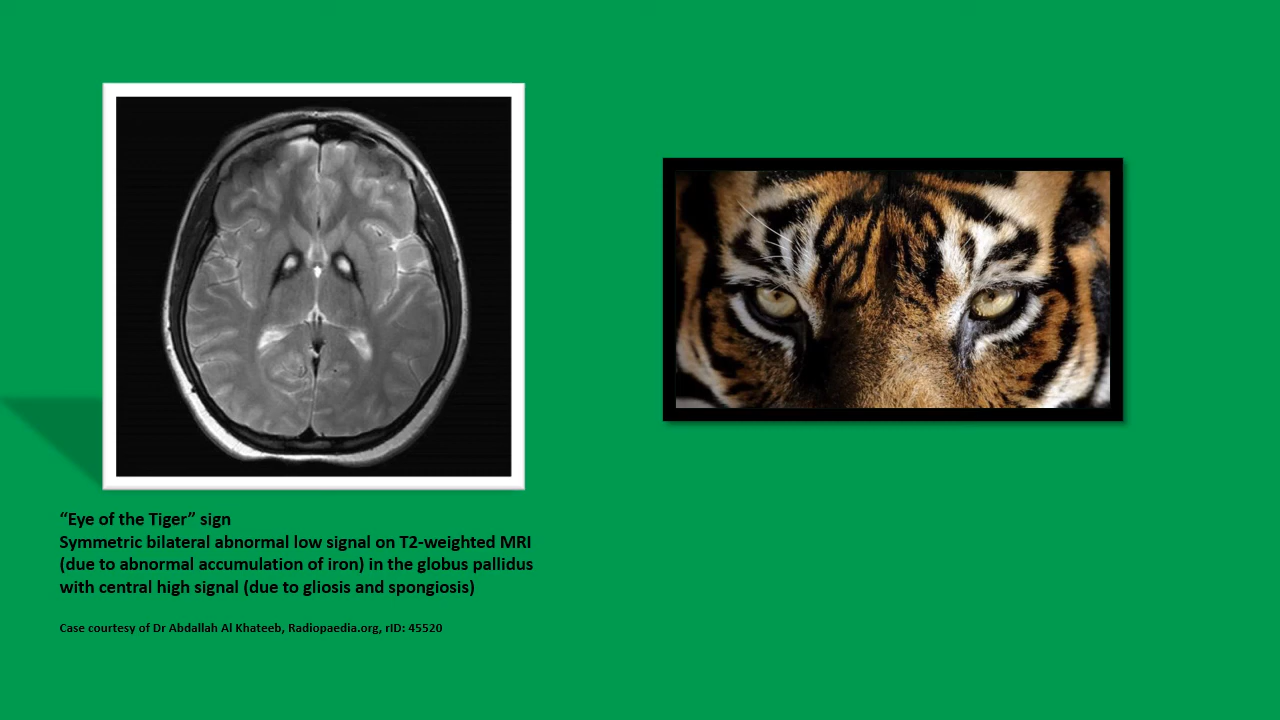 “Eye of the Tiger” sign
Symmetric bilateral abnormal low signal on T2-weighted MRI
(due to abnormal accumulation of iron) in the globus pallidus
with central high signal (due to gliosis and spongiosis)
Case courtesy of Dr Abdallah Al Khateeb, Radiopaedia.org, rID: 45520